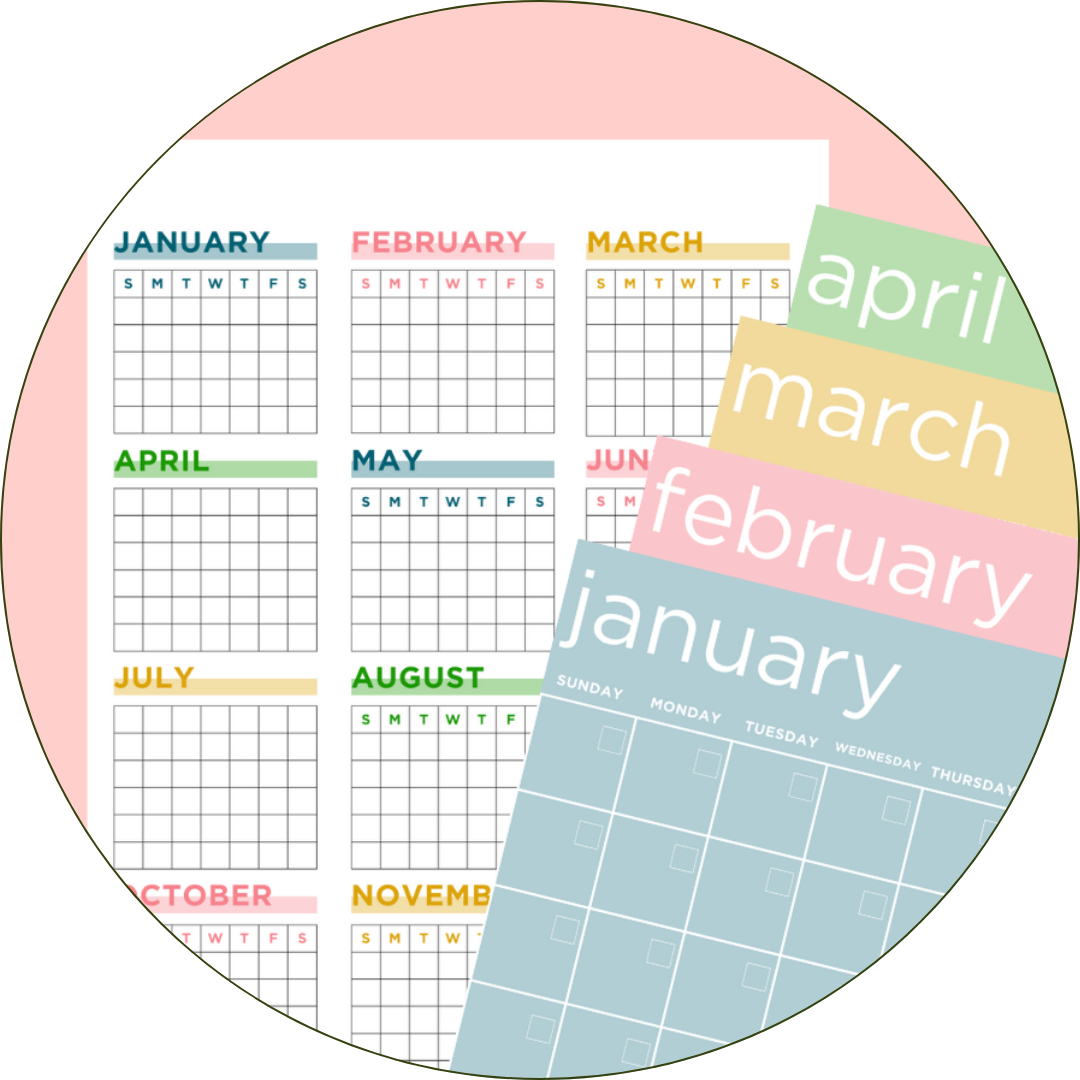 JANUARY
S M T W T F S
FEBRUARY
S M T W T F S
MARCH
S M T W T F S
APRIL
MAY
S M T W T F S
JUN
S M
JULY
AUGUST
S M T W T F
OCTOBER
T W T F S
NOVEMB
S M T W
april
march
february
january
SUNDAY MONDAY TUESDAY WEDNESDAY THURSDAY